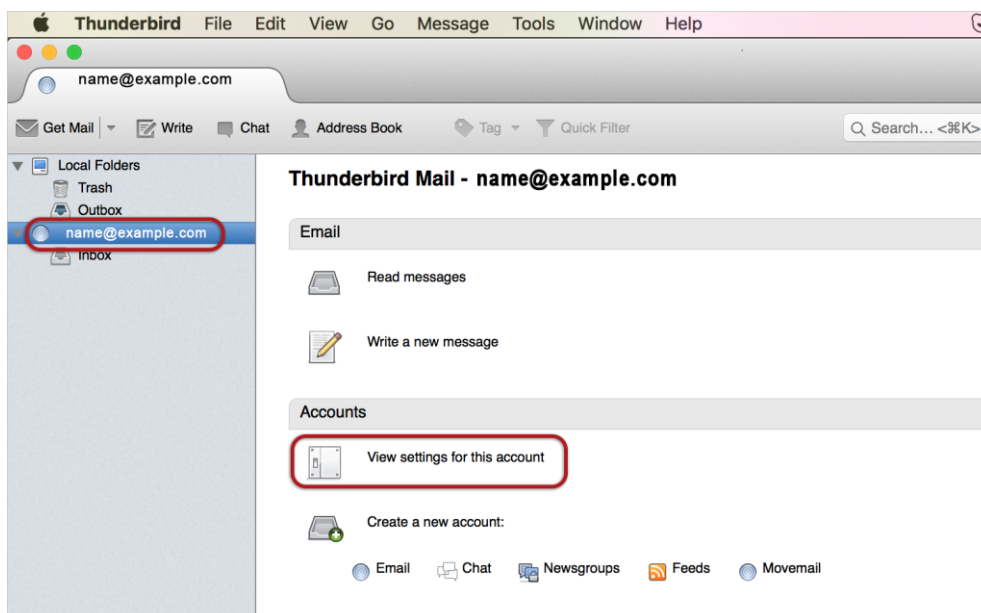 Thunderbird File Edit View Go Message Tools Window Help
name@example.com
Get Mail Write Chat Address Book Tag Quick Filter Search... <⌘K>
Local Folders
Trash
Outbox
name@example.com
Inbox
Thunderbird Mail - name@example.com
Email
Read messages
Write a new message
Accounts
View settings for this account
Create a new account:
Email Chat Newsgroups Feeds Movemail